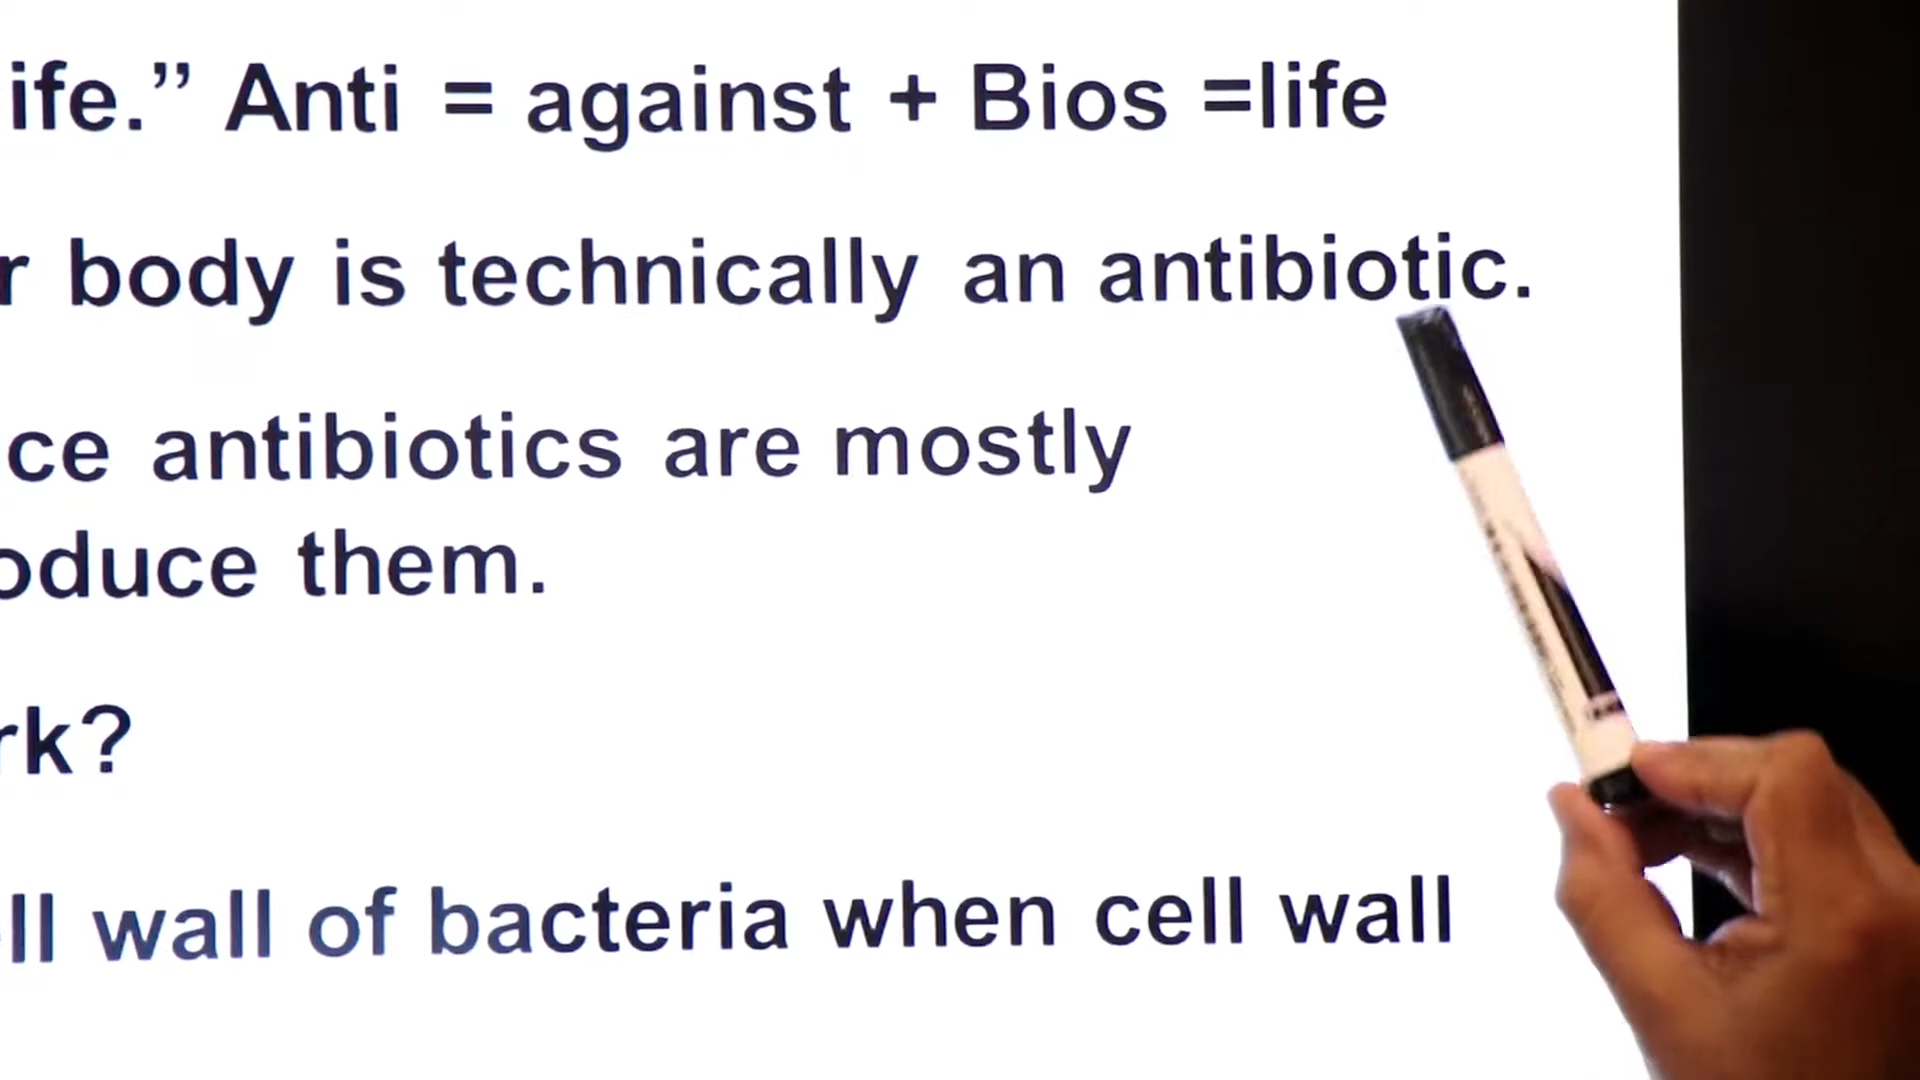 ife.” Anti = against + Bios =life
r body is technically an antibiotic.
ce antibiotics are mostly
oduce them.
rk?
ll wall of bacteria when cell wall